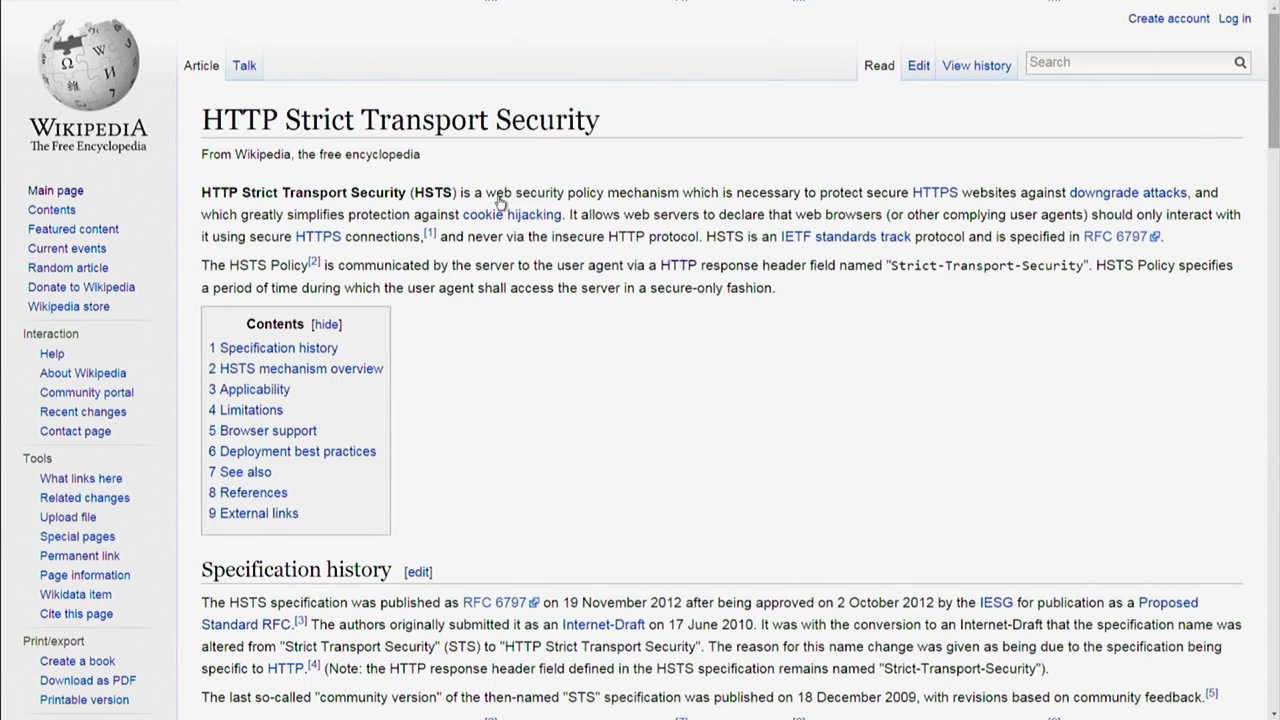 Create account Log in
Article Talk Read Edit View history Search
WIKIPEDIA
The Free Encyclopedia
Main page
Contents
Featured content
Current events
Random article
Donate to Wikipedia
Wikipedia store
Interaction
Help
About Wikipedia
Community portal
Recent changes
Contact page
Tools
What links here
Related changes
Upload file
Special pages
Permanent link
Page information
Wikidata item
Cite this page
Print/export
Create a book
Download as PDF
Printable version
HTTP Strict Transport Security
From Wikipedia, the free encyclopedia
HTTP Strict Transport Security (HSTS) is a web security policy mechanism which is necessary to protect secure HTTPS websites against downgrade attacks, and
which greatly simplifies protection against cookie hijacking. It allows web servers to declare that web browsers (or other complying user agents) should only interact with
it using secure HTTPS connections,[1] and never via the insecure HTTP protocol. HSTS is an IETF standards track protocol and is specified in RFC 6797.
The HSTS Policy[2] is communicated by the server to the user agent via a HTTP response header field named "Strict-Transport-Security". HSTS Policy specifies
a period of time during which the user agent shall access the server in a secure-only fashion.
Contents [hide]
1 Specification history
2 HSTS mechanism overview
3 Applicability
4 Limitations
5 Browser support
6 Deployment best practices
7 See also
8 References
9 External links
Specification history [edit]
The HSTS specification was published as RFC 6797 on 19 November 2012 after being approved on 2 October 2012 by the IESG for publication as a Proposed
Standard RFC.[3] The authors originally submitted it as an Internet-Draft on 17 June 2010. It was with the conversion to an Internet-Draft that the specification name was
altered from "Strict Transport Security" (STS) to "HTTP Strict Transport Security". The reason for this name change was given as being due to the specification being
specific to HTTP.[4] (Note: the HTTP response header field defined in the HSTS specification remains named "Strict-Transport-Security").
The last so-called "community version" of the then-named "STS" specification was published on 18 December 2009, with revisions based on community feedback.[5]